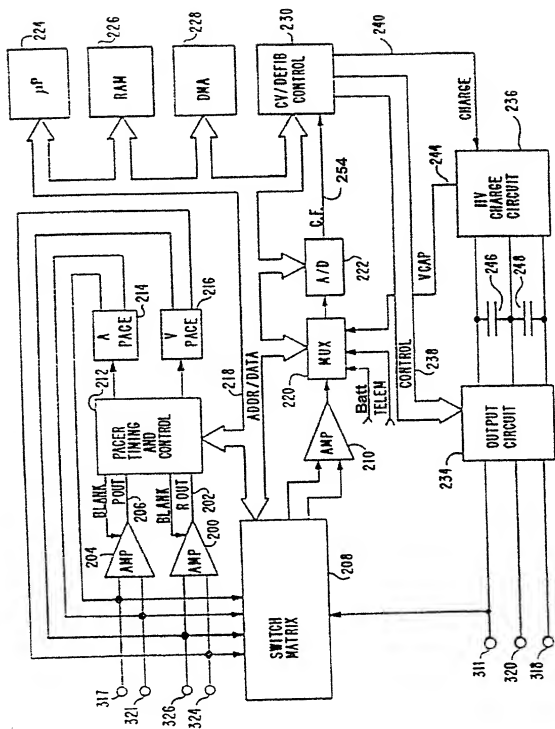 224
μP
226
RAM
228
DMA
230
CV/DEFIB
CONTROL
240
CHARGE
236
HV
CHARGE
CIRCUIT
244
VCAP
246
248
C.F.
254
A/D
222
MUX
220
Batt
TELEM
CONTROL
238
OUTPUT
CIRCUIT
234
A
PACE
214
V
PACE
216
212
PACER
TIMING
AND
CONTROL
218
ADDR/DATA
BLANK
POUT
206
BLANK
R OUT
202
204
AMP
200
AMP
210
AMP
208
SWITCH
MATRIX
317
321
326
324
311
320
318